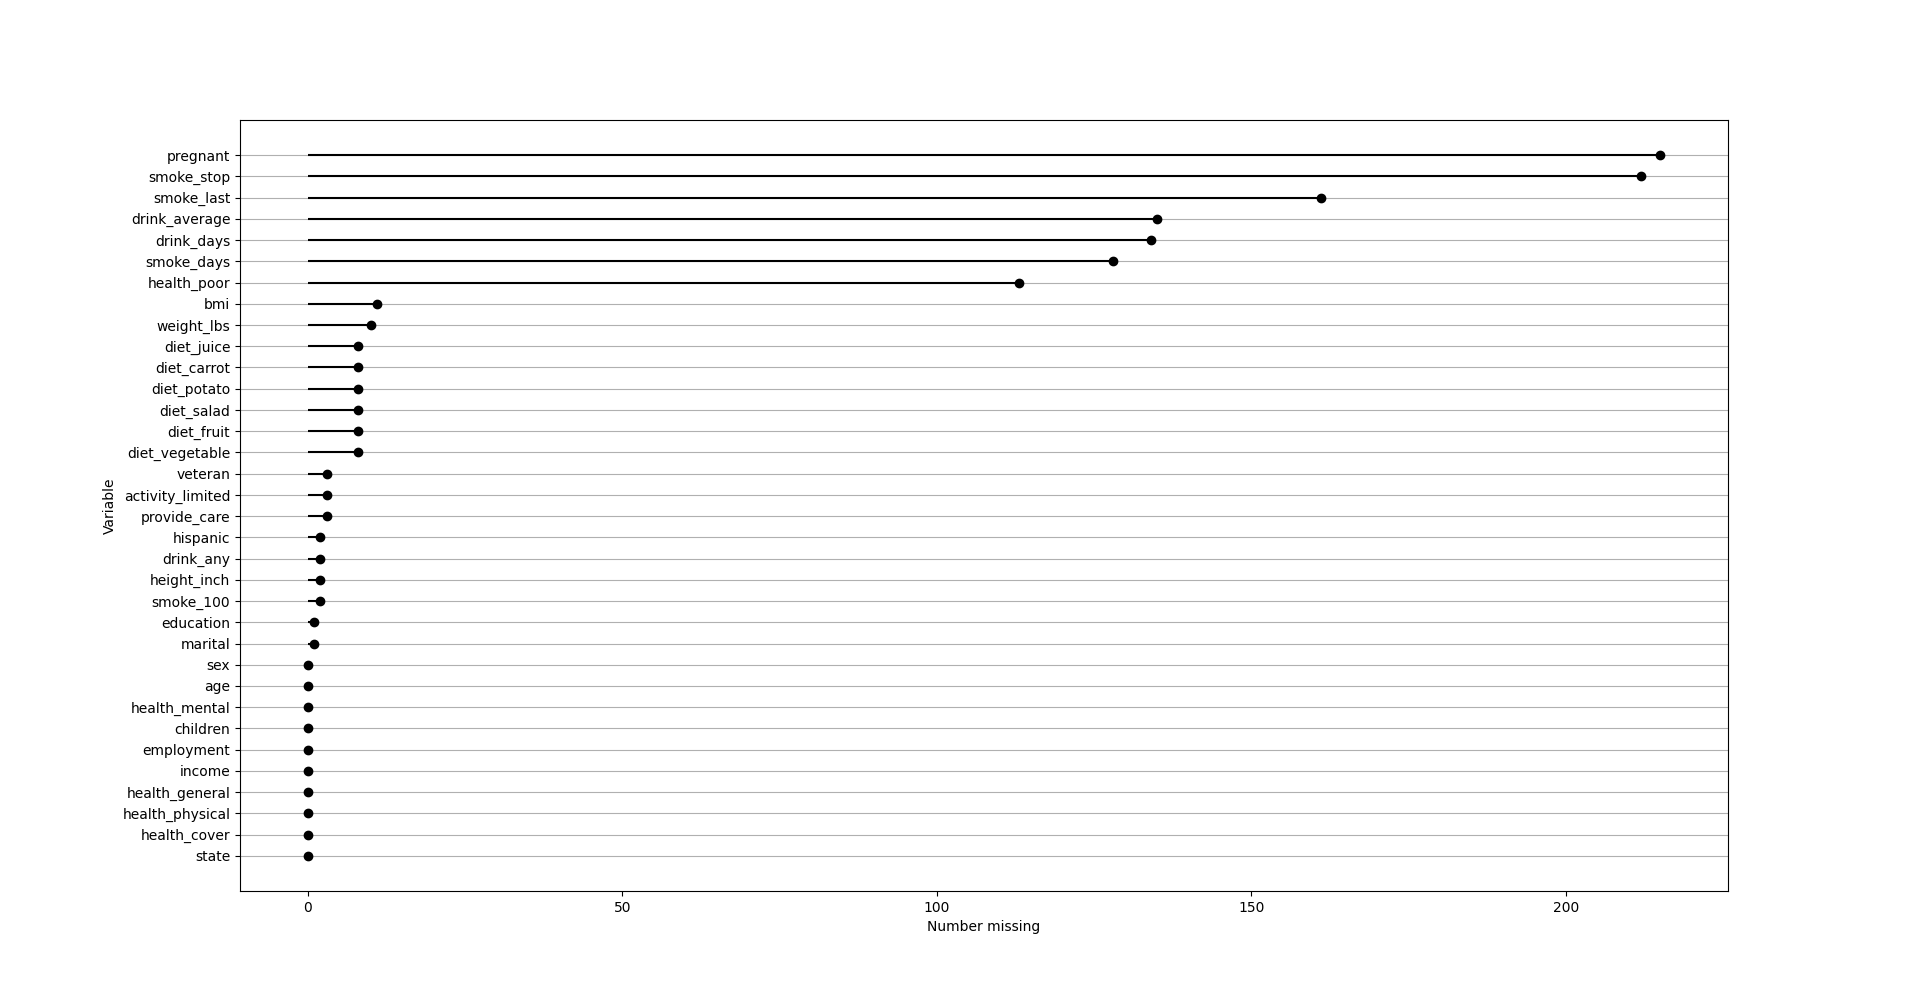 pregnant
smoke_stop
smoke_last
drink_average
drink_days
smoke_days
health_poor
bmi
weight_lbs
diet_juice
diet_carrot
diet_potato
diet_salad
diet_fruit
diet_vegetable
veteran
activity_limited
provide_care
hispanic
drink_any
height_inch
smoke_100
education
marital
sex
age
health_mental
children
employment
income
health_general
health_physical
health_cover
state
Variable
0 50 100 150 200
Number missing